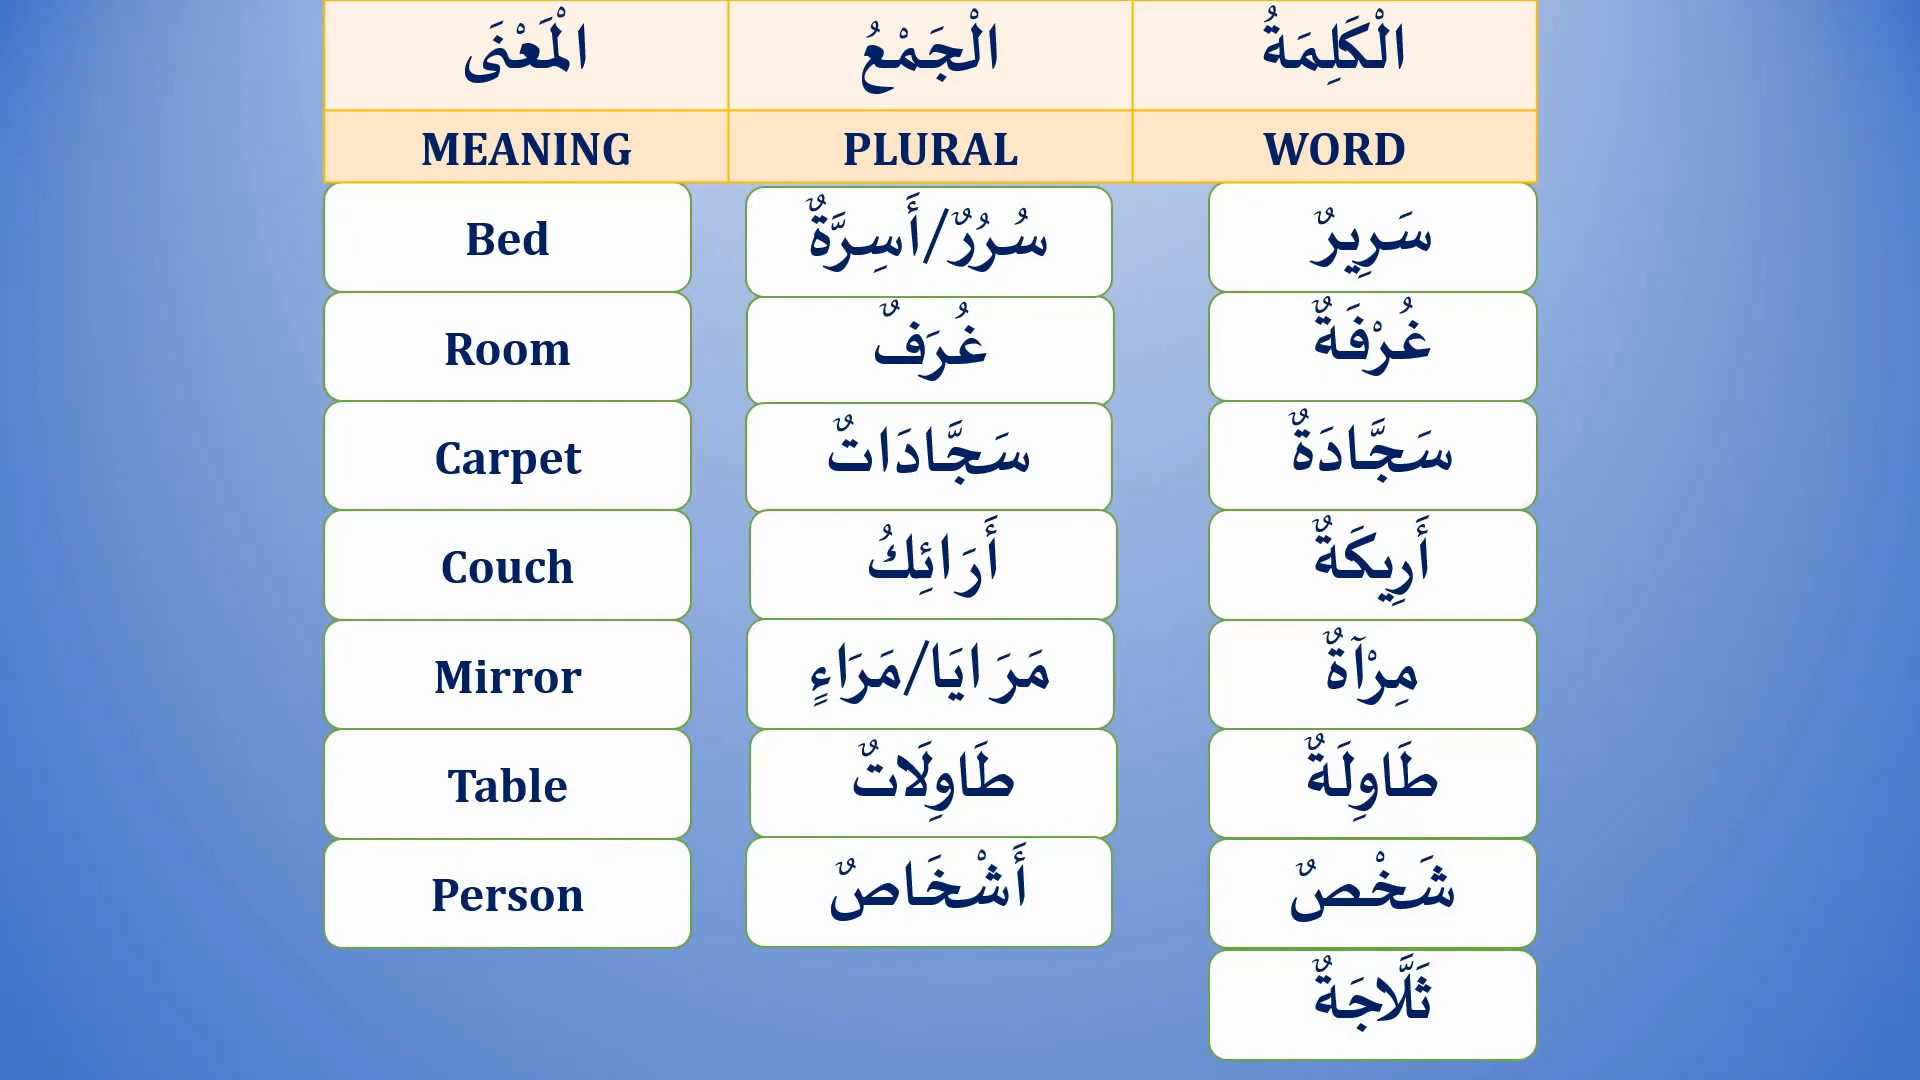 الْكَلِمَةُ الْجَمْعُ الْمَعْنَى
WORD PLURAL MEANING
سَرِيرٌ سُرُرٌ/أَسِرَّةٌ Bed
غُرْفَةٌ غُرَفٌ Room
سَجَّادَةٌ سَجَّادَاتٌ Carpet
أَرِيكَةٌ أَرَائِكُ Couch
مِرْآةٌ مَرَايَا/مَرَاءٍ Mirror
طَاوِلَةٌ طَاوِلَاتٌ Table
شَخْصٌ أَشْخَاصٌ Person
ثَلَّاجَةٌ